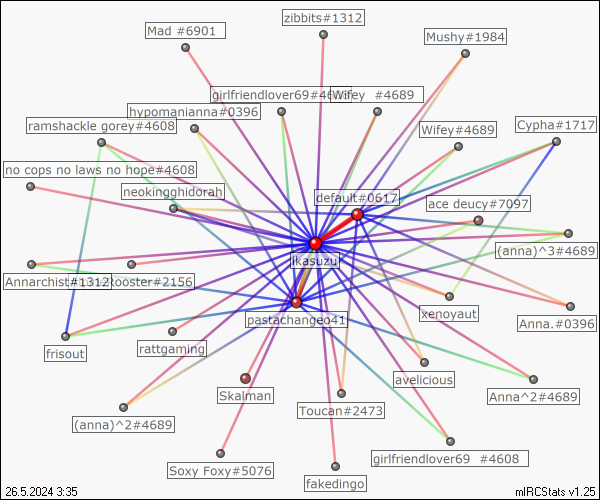 zibbits#1312
Mad #6901
Mushy#1984
girlfriendlover69#4608
Wifey #4689
hypomanianna#0396
ramshackle gorey#4608
Wifey#4689
Cypha#1717
no cops no laws no hope#4608
neokingghidorah
default#0617
ace deucy#7097
(anna)^3#4689
ikasuzu
Annarchist#1312
Rooster#2156
xenoyaut
pastachangeo41
Anna.#0396
frisout
rattgaming
avelicious
Skalman
Anna^2#4689
Toucan#2473
(anna)^2#4689
girlfriendlover69 #4608
Soxy Foxy#5076
fakedingo
26.5.2024 3:35
mIRCStats v1.25